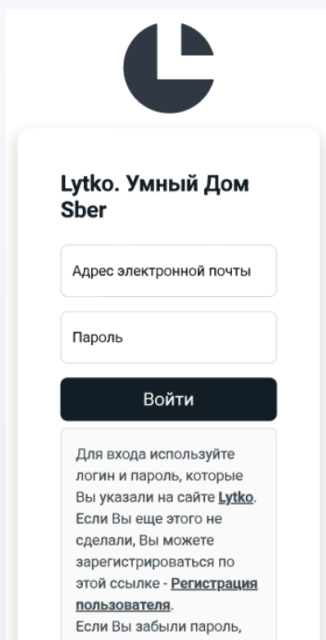 Lytko. Умный Дом
Sber
Адрес электронной почты
Пароль
Войти
Для входа используйте
логин и пароль, которые
Вы указали на сайте Lytko.
Если Вы еще этого не
сделали, Вы можете
зарегистрироваться по
этой ссылке - Регистрация
пользователя.
Если Вы забыли пароль,